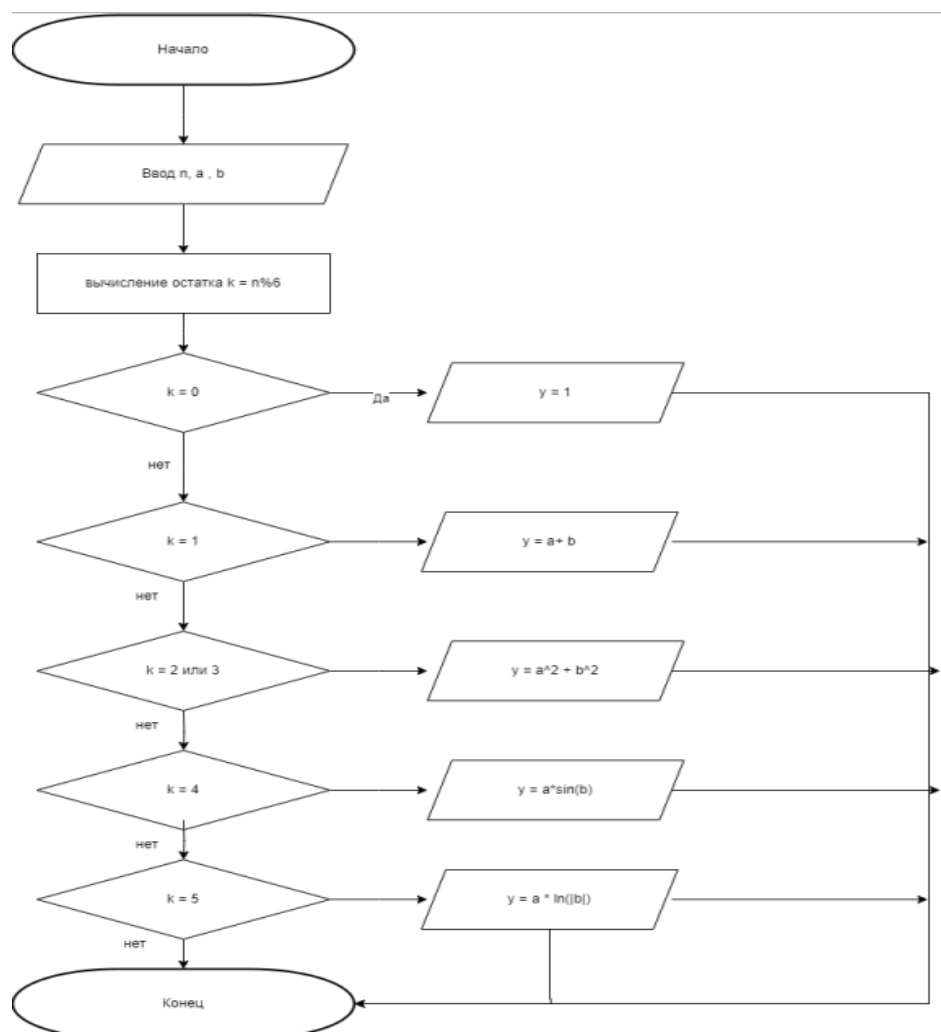 Начало
Ввод n, a , b
вычисление остатка k = n%6
k = 0
Да
y = 1
нет
k = 1
y = a+ b
нет
k = 2 или 3
y = a^2 + b^2
нет
k = 4
y = a*sin(b)
нет
k = 5
y = a * ln(|b|)
нет
Конец